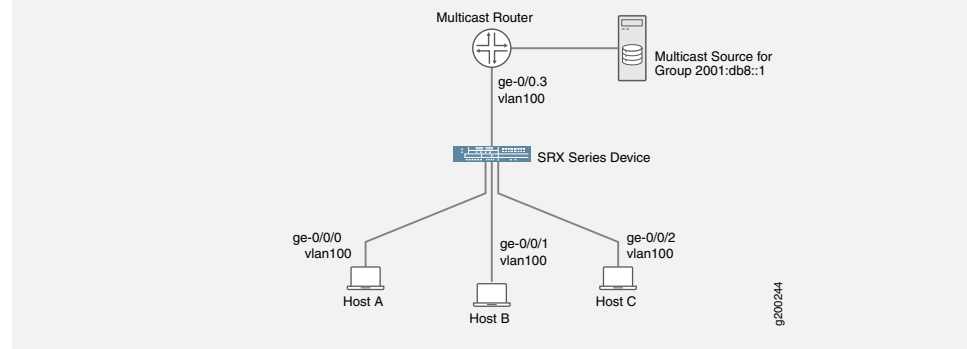 Multicast Router
Multicast Source for
Group 2001:db8::1
ge-0/0.3
vlan100
SRX Series Device
ge-0/0/0
vlan100
ge-0/0/1
vlan100
ge-0/0/2
vlan100
Host A
Host B
Host C
g200244